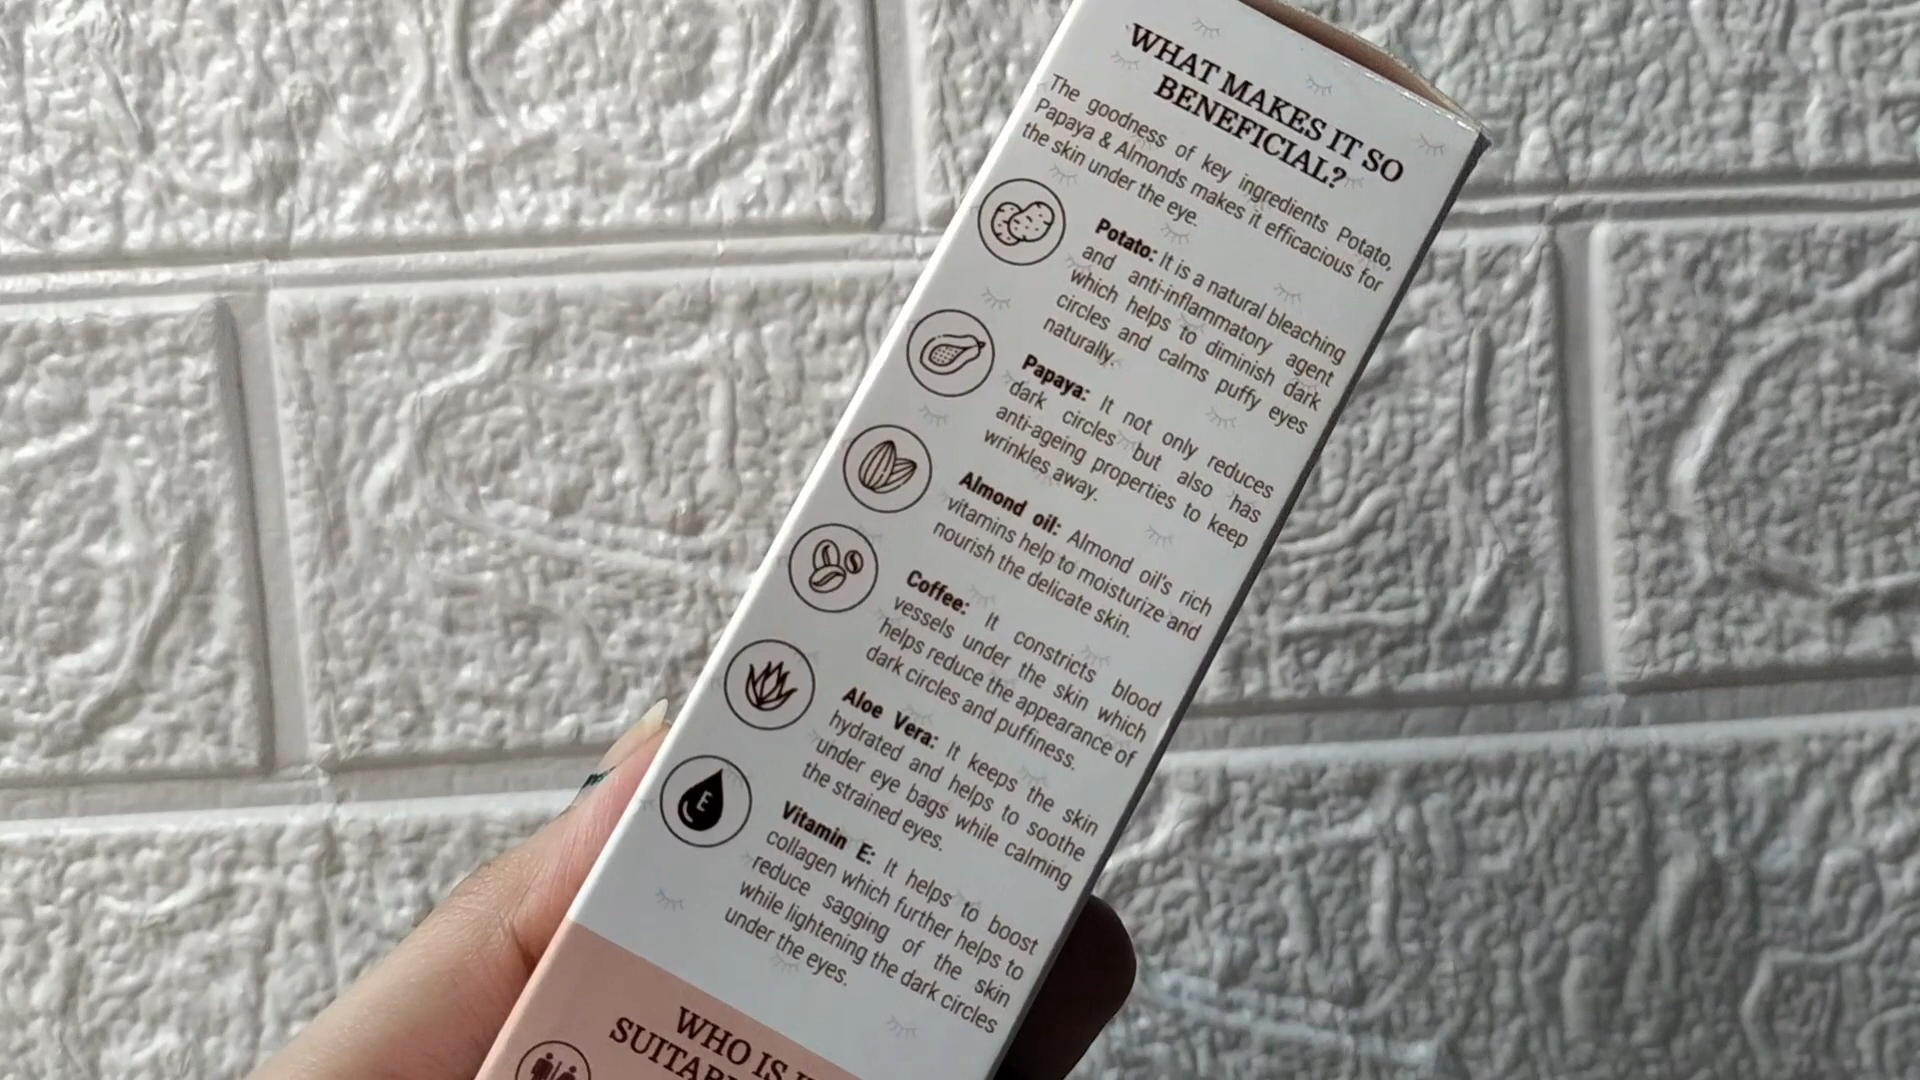 WHAT MAKES IT SO
BENEFICIAL?
The goodness of key ingredients Potato,
Papaya & Almonds makes it efficacious for
the skin under the eye.
Potato: It is a natural bleaching
and anti-inflammatory agent
which helps to diminish dark
circles and calms puffy eyes
naturally.
Papaya: It not only reduces
dark circles but also has
anti-ageing properties to keep
wrinkles away.
Almond oil: Almond oil's rich
vitamins help to moisturize and
nourish the delicate skin.
Coffee: It constricts blood
vessels under the skin which
helps reduce the appearance of
dark circles and puffiness.
Aloe Vera: It keeps the skin
hydrated and helps to soothe
under eye bags while calming
the strained eyes.
E
Vitamin E: It helps to boost
collagen which further helps to
reduce sagging of the skin
while lightening the dark circles
under the eyes.
WHO IS